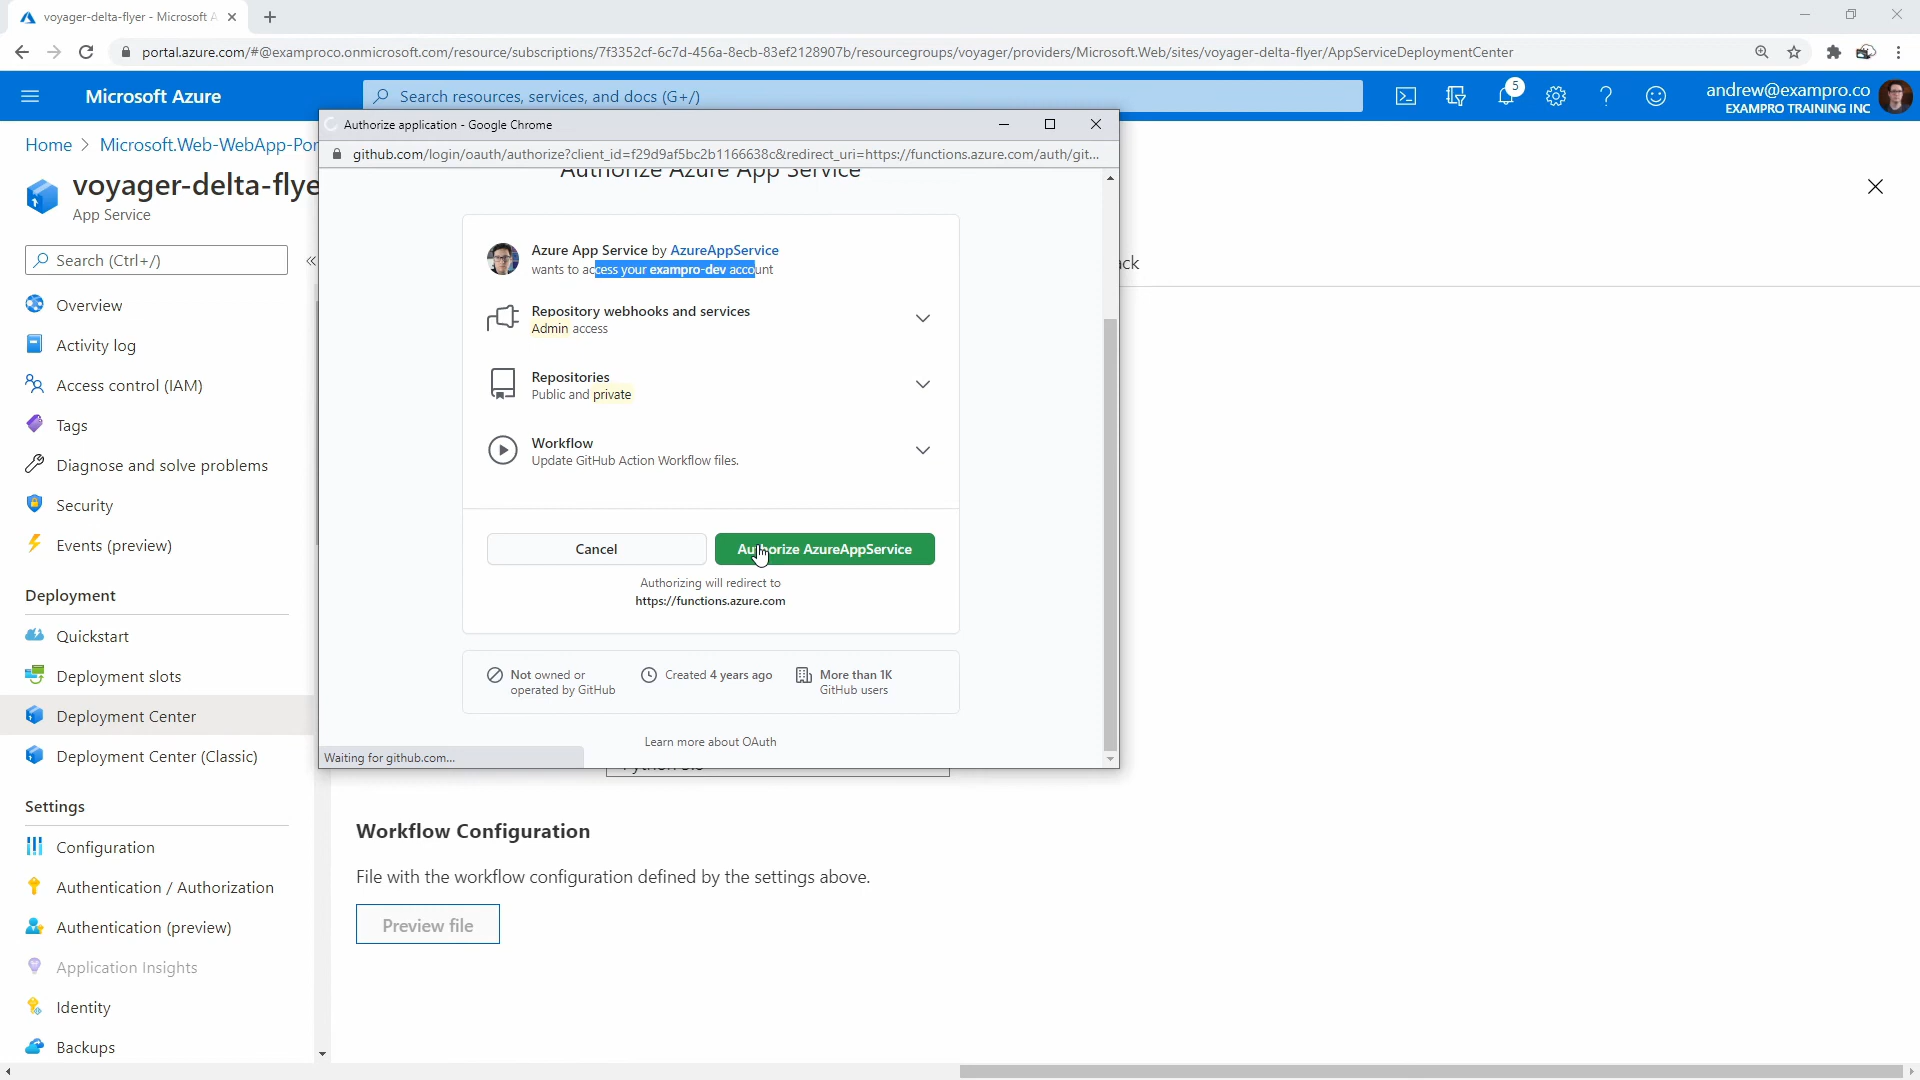 voyager-delta-flyer - Microsoft A
portal.azure.com/#@examproco.onmicrosoft.com/resource/subscriptions/7f3352cf-6c7d-456a-8ecb-83ef2128907b/resourcegroups/voyager/providers/Microsoft.Web/sites/voyager-delta-flyer/AppServiceDeploymentCenter
Microsoft Azure
Search resources, services, and docs (G+/)
5
andrew@exampro.co
EXAMPRO TRAINING INC
Home > Microsoft.Web-WebApp-Por
voyager-delta-flye
App Service
Search (Ctrl+/)
«
Overview
Activity log
Access control (IAM)
Tags
Diagnose and solve problems
Security
Events (preview)
Deployment
Quickstart
Deployment slots
Deployment Center
Deployment Center (Classic)
Settings
Configuration
Authentication / Authorization
Authentication (preview)
Application Insights
Identity
Backups
Authorize application - Google Chrome
github.com/login/oauth/authorize?client_id=f29d9af5bc2b1166638c&redirect_uri=https://functions.azure.com/auth/git...
Authorize Azure App Service
Azure App Service by AzureAppService
wants to access your exampro-dev account
Repository webhooks and services
Admin access
Repositories
Public and private
Workflow
Update GitHub Action Workflow files.
Cancel
Authorize AzureAppService
Authorizing will redirect to
https://functions.azure.com
Not owned or
operated by GitHub
Created 4 years ago
More than 1K
GitHub users
Learn more about OAuth
Waiting for github.com...
ack
Workflow Configuration
File with the workflow configuration defined by the settings above.
Preview file